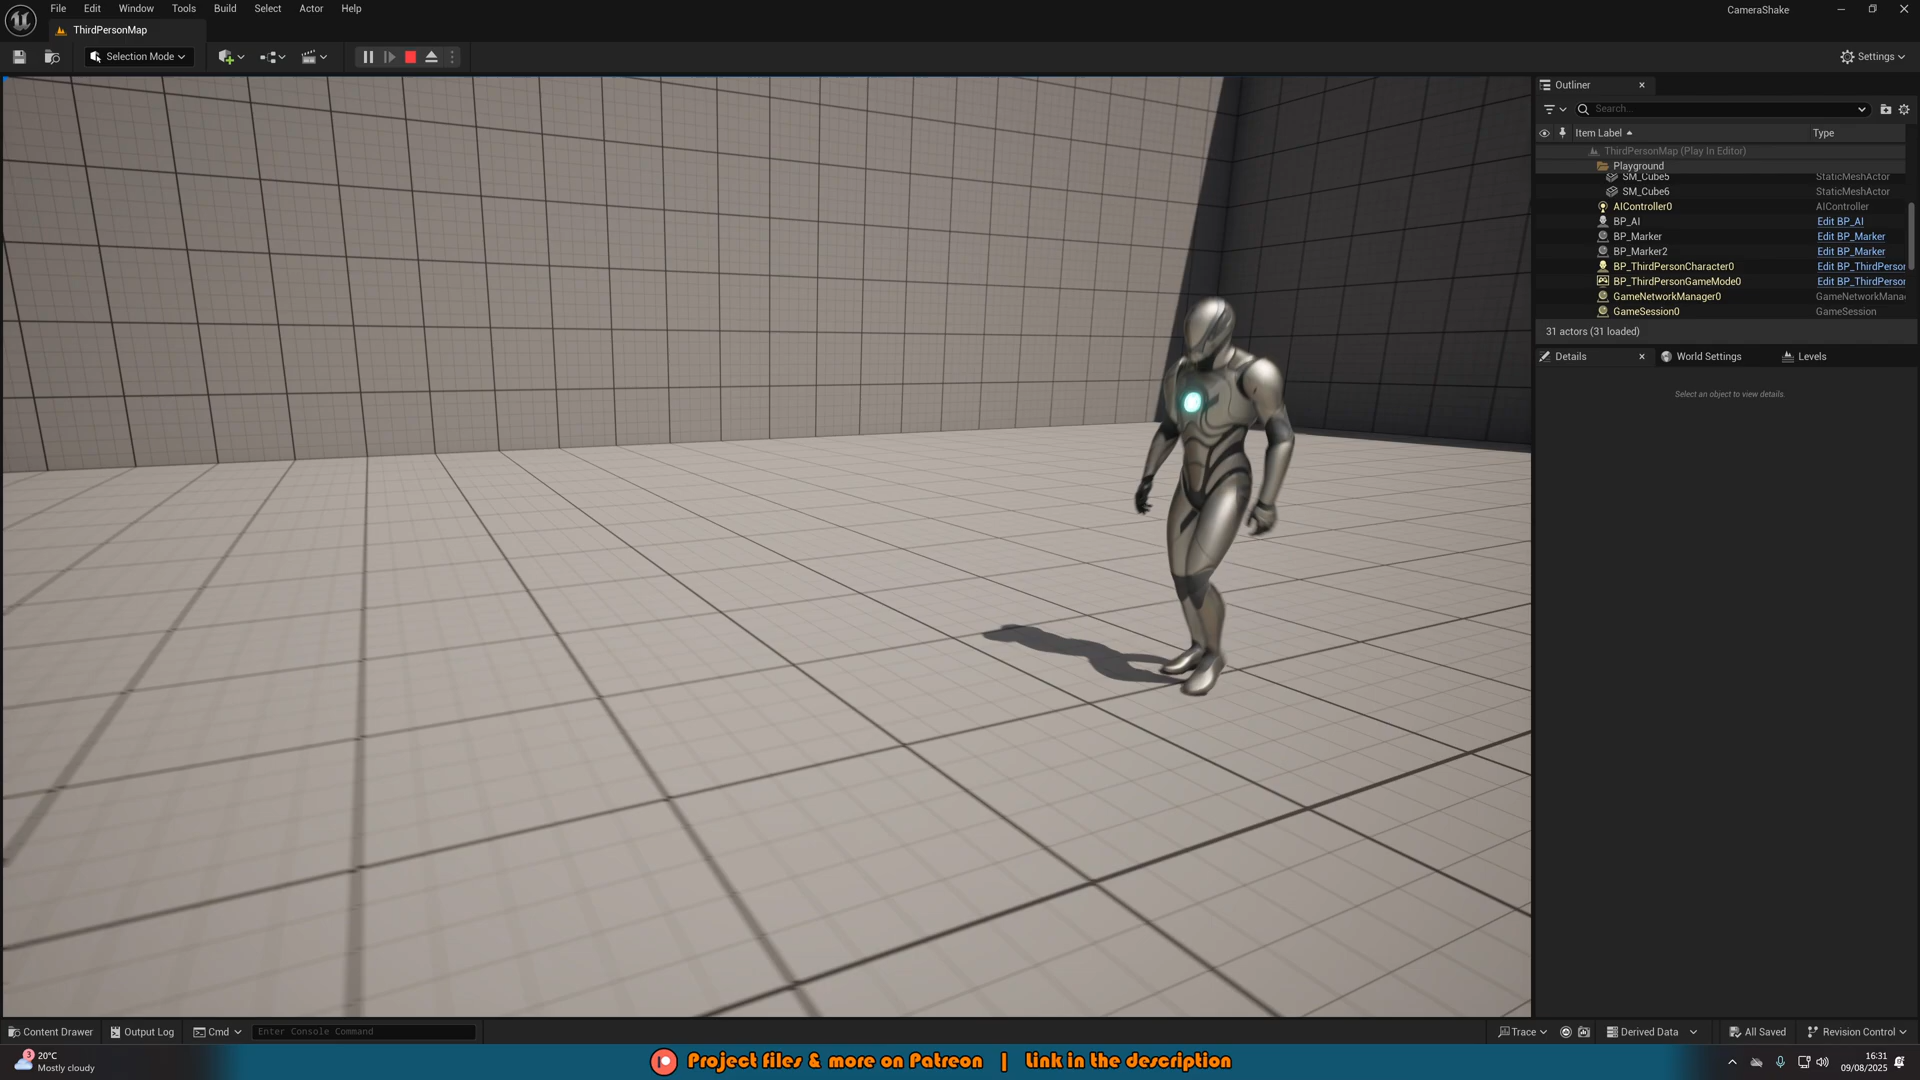 File Edit Window Tools Build Select Actor Help
CameraShake
ThirdPersonMap
Selection Mode
Settings
Outliner
Search...
Item Label Type
ThirdPersonMap (Play In Editor)
Playground
SM_Cube5 StaticMeshActor
SM_Cube6 StaticMeshActor
AIController0 AIController
BP_AI Edit BP_AI
BP_Marker Edit BP_Marker
BP_Marker2 Edit BP_Marker
BP_ThirdPersonCharacter0 Edit BP_ThirdPerson
BP_ThirdPersonGameMode0 Edit BP_ThirdPerson
GameNetworkManager0 GameNetworkMana
GameSession0 GameSession
31 actors (31 loaded)
Details World Settings Levels
Select an object to view details.
Content Drawer Output Log Cmd Enter Console Command
Trace Derived Data All Saved Revision Control
3
20°C
Mostly cloudy
Project files & more on Patreon | Link in the description
16:31
09/08/2025